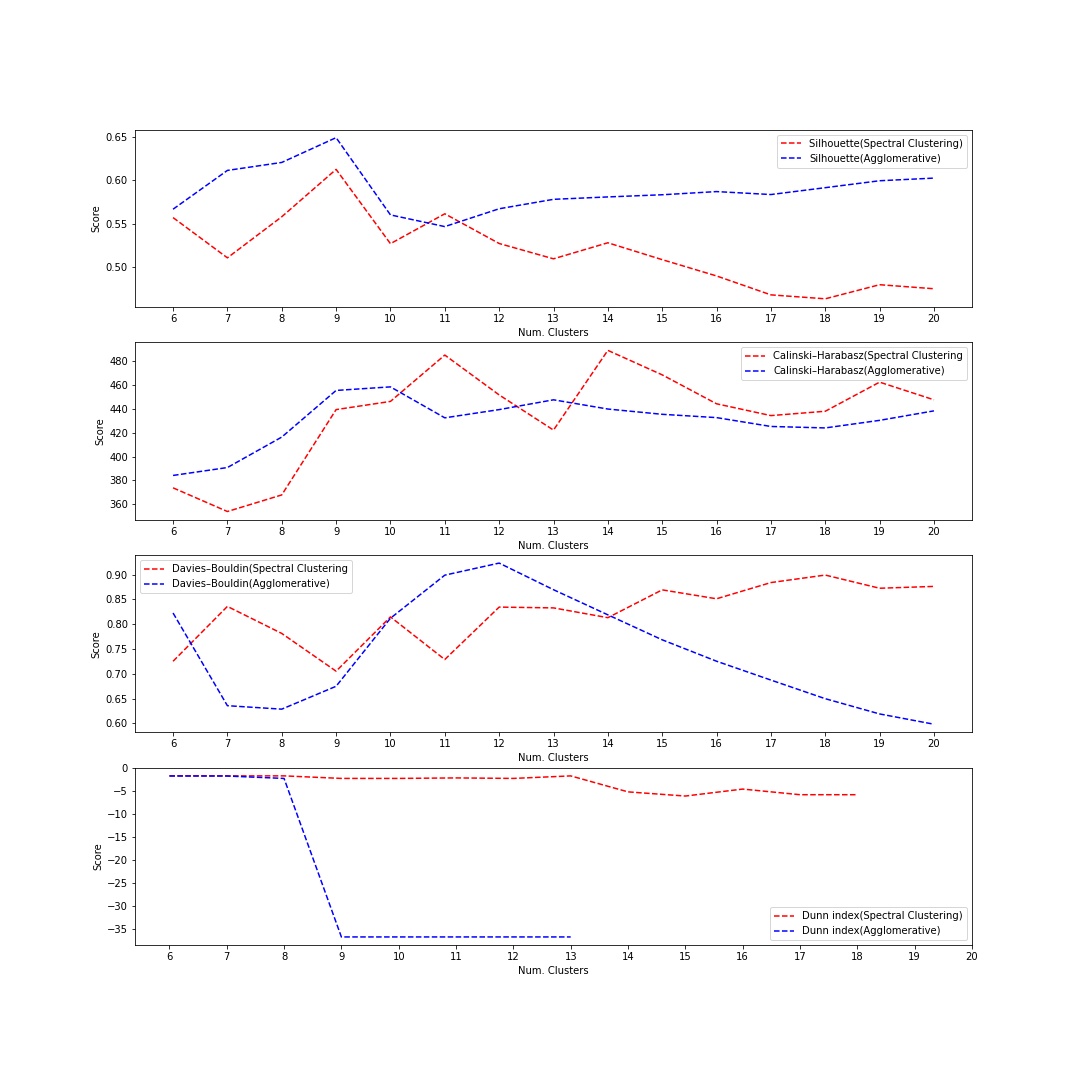 Silhouette(Spectral Clustering)
Silhouette(Agglomerative)
0.65
0.60
0.55
0.50
Score
6 7 8 9 10 11 12 13 14 15 16 17 18 19 20
Num. Clusters
Calinski–Harabasz(Spectral Clustering
Calinski–Harabasz(Agglomerative)
480
460
440
420
400
380
360
Score
6 7 8 9 10 11 12 13 14 15 16 17 18 19 20
Num. Clusters
Davies–Bouldin(Spectral Clustering
Davies–Bouldin(Agglomerative)
0.90
0.85
0.80
0.75
0.70
0.65
0.60
Score
6 7 8 9 10 11 12 13 14 15 16 17 18 19 20
Num. Clusters
0
−5
−10
−15
−20
−25
−30
−35
Score
Dunn index(Spectral Clustering)
Dunn index(Agglomerative)
6 7 8 9 10 11 12 13 14 15 16 17 18 19 20
Num. Clusters